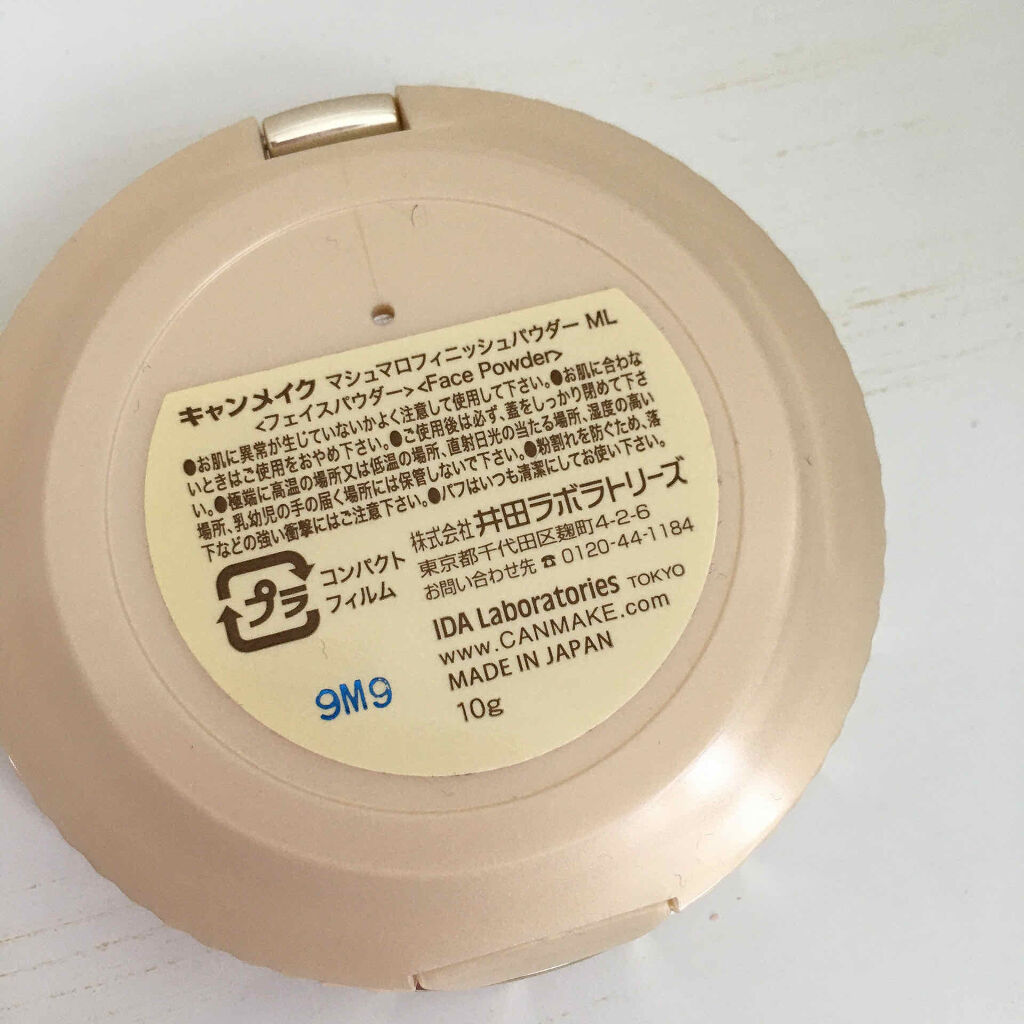 キャンメイク マシュマロフィニッシュパウダー ML
<フェイスパウダー><Face Powder>
●お肌に異常が生じていないかよく注意して使用して下さい。●お肌に合わな
いときはご使用をおやめ下さい。●ご使用後は必ず、蓋をしっかり閉めて下さ
い。●極端に高温の場所又は低温の場所、直射日光の当たる場所、湿度の高い
場所、乳幼児の手の届く場所には保管しないで下さい。●粉割れを防ぐため、落
下などの強い衝撃にはご注意下さい。●パフはいつも清潔にしてお使い下さい。
株式会社 井田ラボラトリーズ
東京都千代田区麹町4-2-6
お問い合わせ先 ☎ 0120-44-1184
プラ
コンパクト
フィルム
IDA Laboratories TOKYO
www.CANMAKE.com
MADE IN JAPAN
10g
9M9